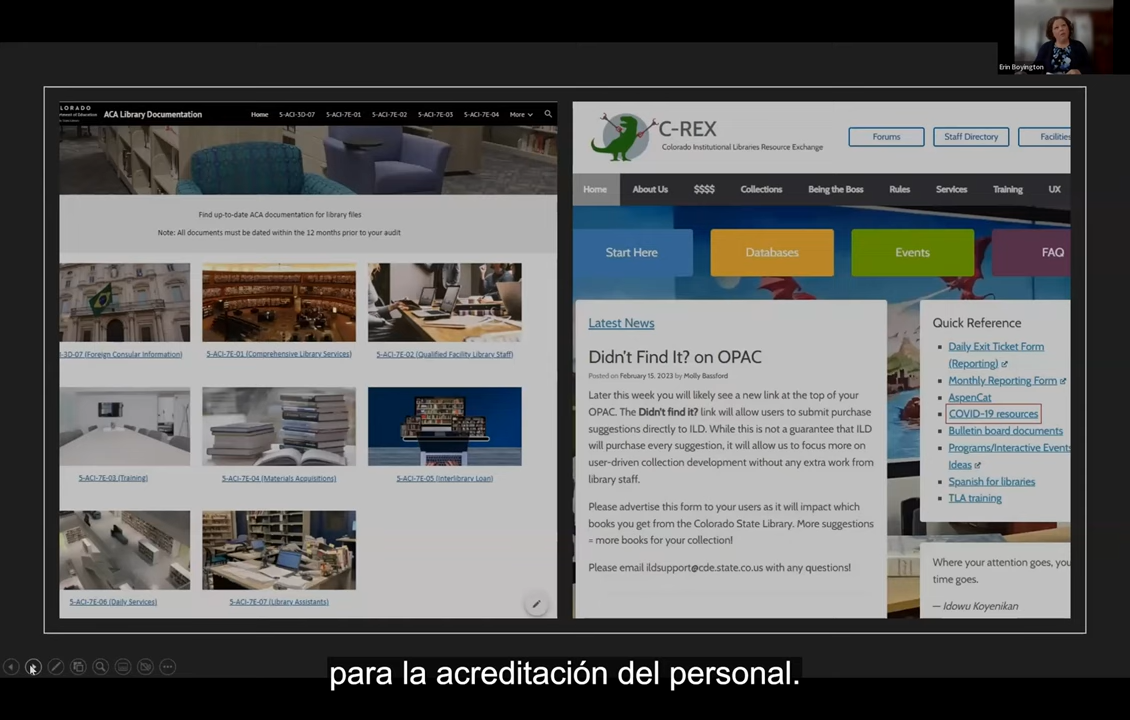 Erin Boyington
LORADO
ACA Library Documentation
Home 5-ACI-3D-07 5-ACI-7E-01 5-ACI-7E-02 5-ACI-7E-03 5-ACI-7E-04 More
Find up-to-date ACA documentation for library files
Note: All documents must be dated within the 12 months prior to your audit
-3D-07 (Foreign Consular Information)
5-ACI-7E-01 (Comprehensive Library Services)
5-ACI-7E-02 (Qualified Facility Library Staff)
5-ACI-7E-03 (Training)
5-ACI-7E-04 (Materials Acquisitions)
5-ACI-7E-05 (Interlibrary Loan)
5-ACI-7E-06 (Daily Services)
5-ACI-7E-07 (Library Assistants)
C-REX
Colorado Institutional Libraries Resource Exchange
Forums
Staff Directory
Facilities
Home About Us $$$$ Collections Being the Boss Rules Services Training UX
Start Here
Databases
Events
FAQ
Latest News
Didn't Find It? on OPAC
Posted on February 15, 2023 by Molly Bassford
Later this week you will likely see a new link at the top of your
OPAC. The Didn't find it? link will allow users to submit purchase
suggestions directly to ILD. While this is not a guarantee that ILD
will purchase every suggestion, it will allow us to focus more on
user-driven collection development without any extra work from
library staff.
Please advertise this form to your users as it will impact which
books you get from the Colorado State Library. More suggestions
= more books for your collection!
Please email ildsupport@cde.state.co.us with any questions!
Quick Reference
Daily Exit Ticket Form
(Reporting)
Monthly Reporting Form
AspenCat
COVID-19 resources
Bulletin board documents
Programs/Interactive Events
Ideas
Spanish for libraries
TLA training
Where your attention goes, you
time goes.
— Idowu Koyenikan
para la acreditación del personal.